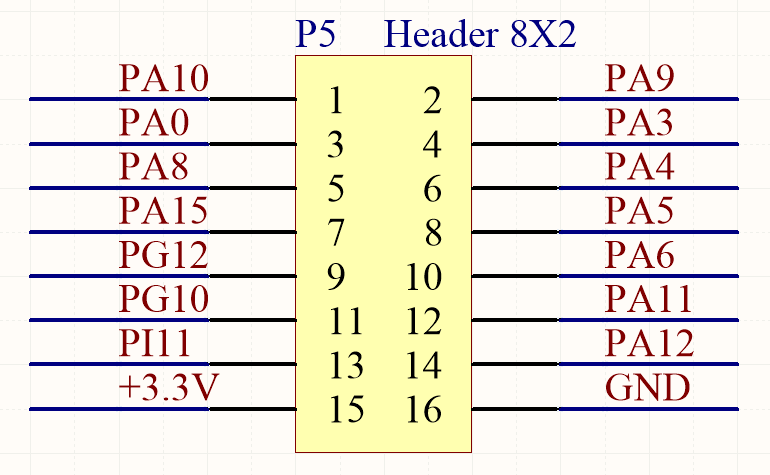 P5 Header 8X2
PA10 1 2 PA9
PA0 3 4 PA3
PA8 5 6 PA4
PA15 7 8 PA5
PG12 9 10 PA6
PG10 11 12 PA11
PI11 13 14 PA12
+3.3V 15 16 GND